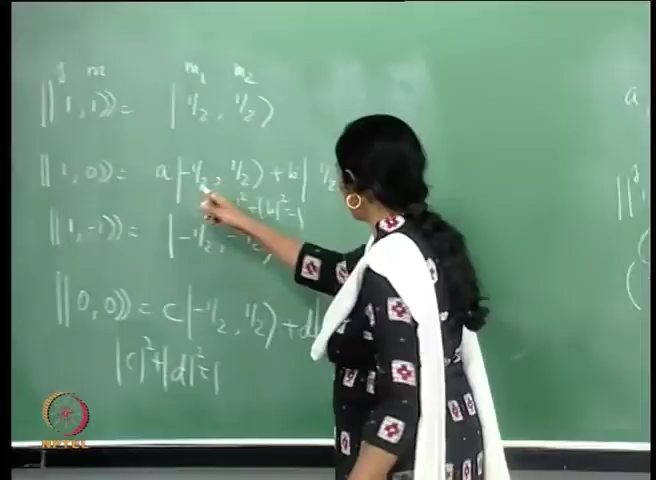 j m m₁ m₂
||1, 1⟩⟩ = |1/2, 1/2⟩
||1, 0⟩⟩ = a|-1/2, 1/2⟩ + b|1/2,
|b|² = 1
||1, -1⟩⟩ = |-1/2, -1/2⟩
||0, 0⟩⟩ = c|-1/2, 1/2⟩ + d|
|c|² + |d|² = 1
NPTEL